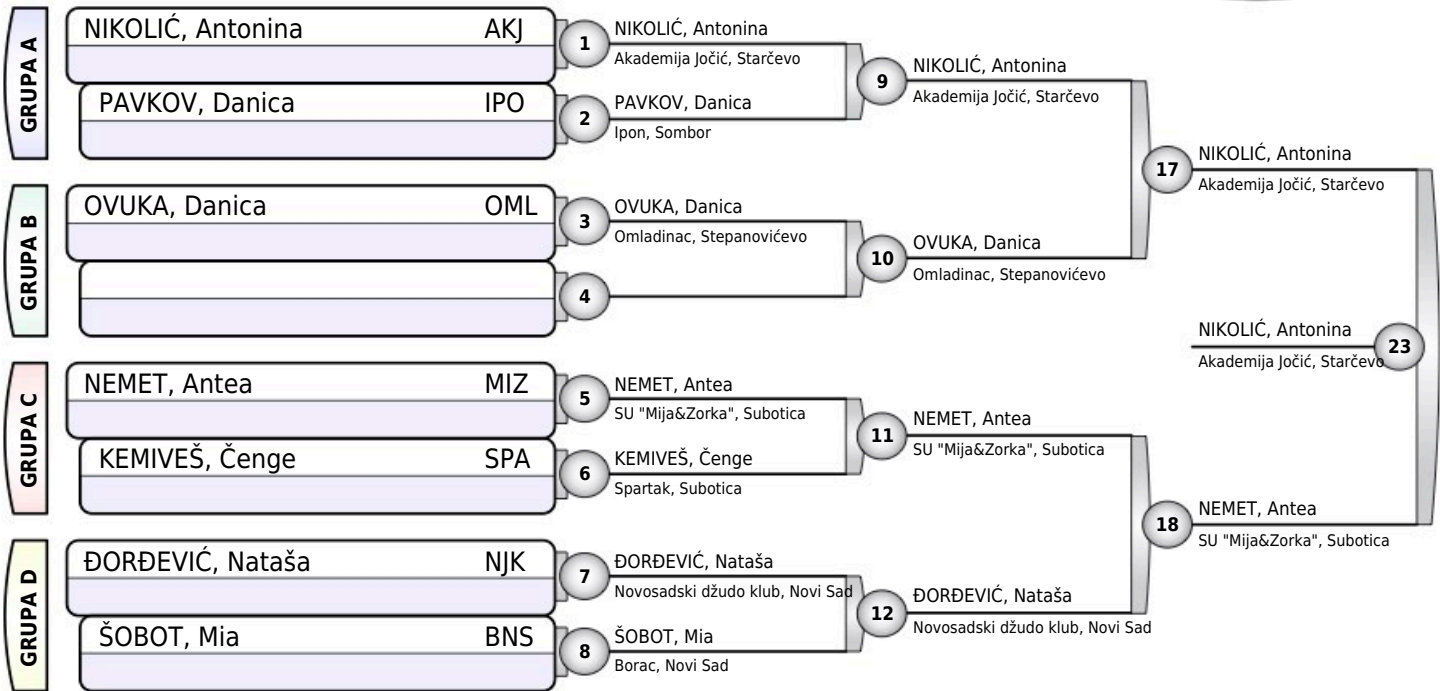 GRUPA A
NIKOLIĆ, Antonina AKJ
PAVKOV, Danica IPO
1
NIKOLIĆ, Antonina
Akademija Jočić, Starčevo
2
PAVKOV, Danica
Ipon, Sombor
9
NIKOLIĆ, Antonina
Akademija Jočić, Starčevo
GRUPA B
OVUKA, Danica OML
3
OVUKA, Danica
Omladinac, Stepanovićevo
4
10
OVUKA, Danica
Omladinac, Stepanovićevo
17
NIKOLIĆ, Antonina
Akademija Jočić, Starčevo
GRUPA C
NEMET, Antea MIZ
KEMIVEŠ, Čenge SPA
5
NEMET, Antea
SU "Mija&Zorka", Subotica
6
KEMIVEŠ, Čenge
Spartak, Subotica
11
NEMET, Antea
SU "Mija&Zorka", Subotica
GRUPA D
ĐORĐEVIĆ, Nataša NJK
ŠOBOT, Mia BNS
7
ĐORĐEVIĆ, Nataša
Novosadski džudo klub, Novi Sad
8
ŠOBOT, Mia
Borac, Novi Sad
12
ĐORĐEVIĆ, Nataša
Novosadski džudo klub, Novi Sad
18
NEMET, Antea
SU "Mija&Zorka", Subotica
NIKOLIĆ, Antonina
Akademija Jočić, Starčevo
23